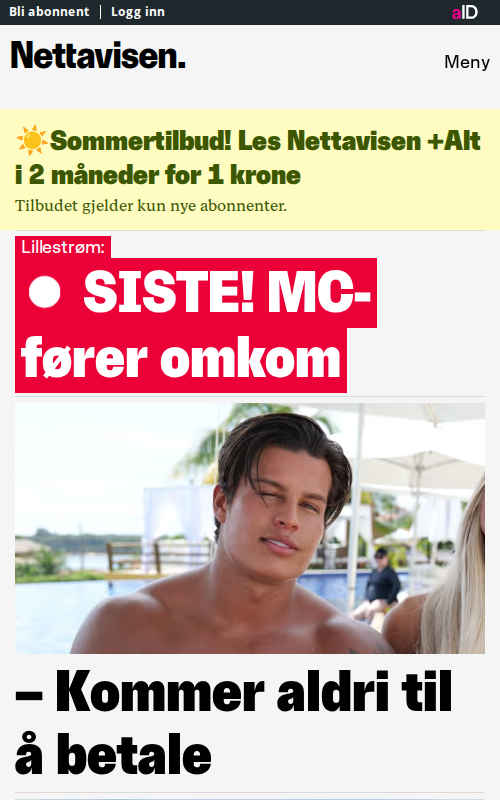 Bli abonnent | Logg inn
aID
Nettavisen.
Meny
☀️Sommertilbud! Les Nettavisen +Alt
i 2 måneder for 1 krone
Tilbudet gjelder kun nye abonnenter.
Lillestrøm:
SISTE! MC-
fører omkom
– Kommer aldri til
å betale